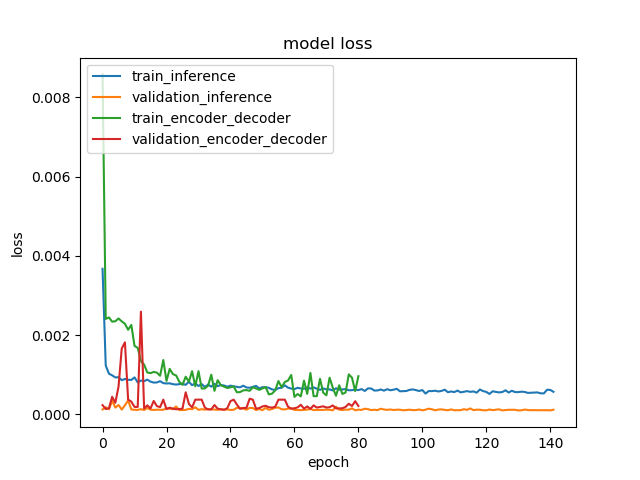 model loss
train_inference
validation_inference
train_encoder_decoder
validation_encoder_decoder
0.008
0.006
0.004
0.002
0.000
loss
0 20 40 60 80 100 120 140
epoch